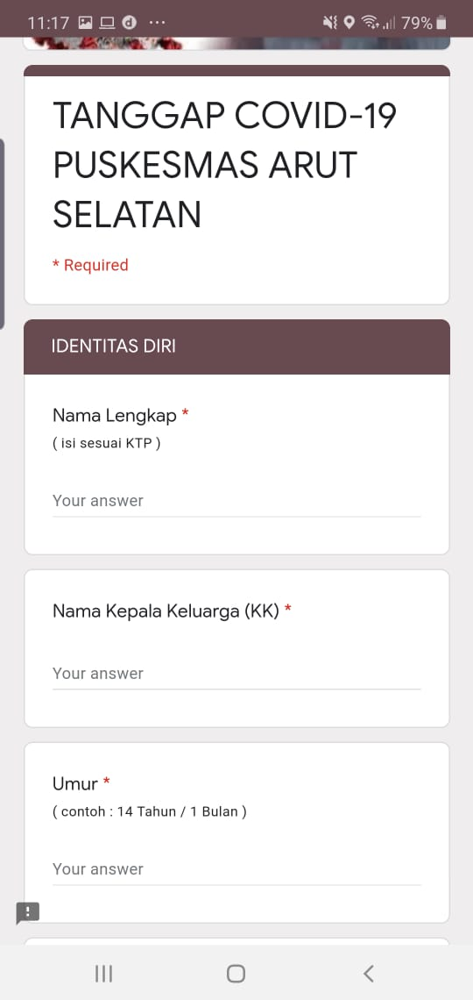 11:17
79%
TANGGAP COVID-19
PUSKESMAS ARUT
SELATAN
* Required
IDENTITAS DIRI
Nama Lengkap *
( isi sesuai KTP )
Your answer
Nama Kepala Keluarga (KK) *
Your answer
Umur *
( contoh : 14 Tahun / 1 Bulan )
Your answer